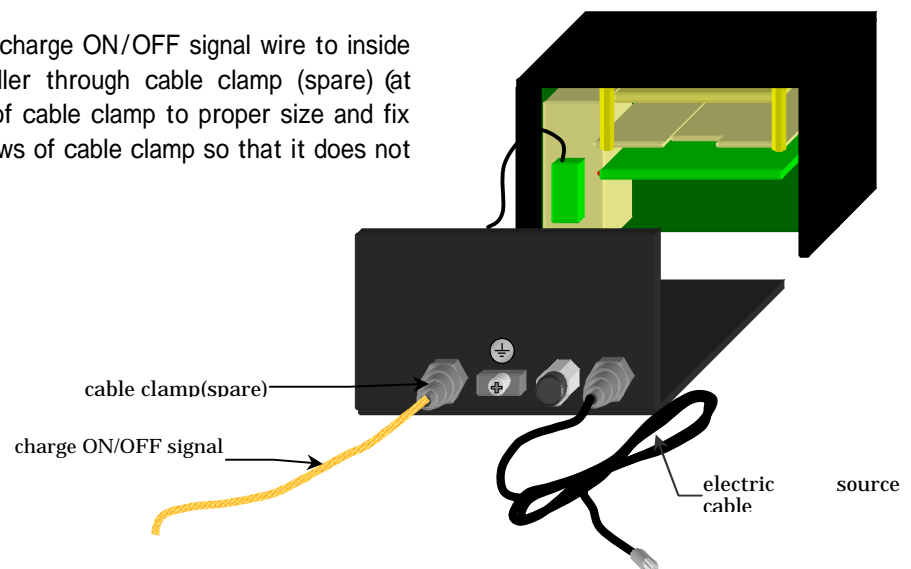 charge ON/OFF signal wire to inside
ller through cable clamp (spare) (at
of cable clamp to proper size and fix
ws of cable clamp so that it does not
cable clamp(spare)
charge ON/OFF signal
electric source
cable